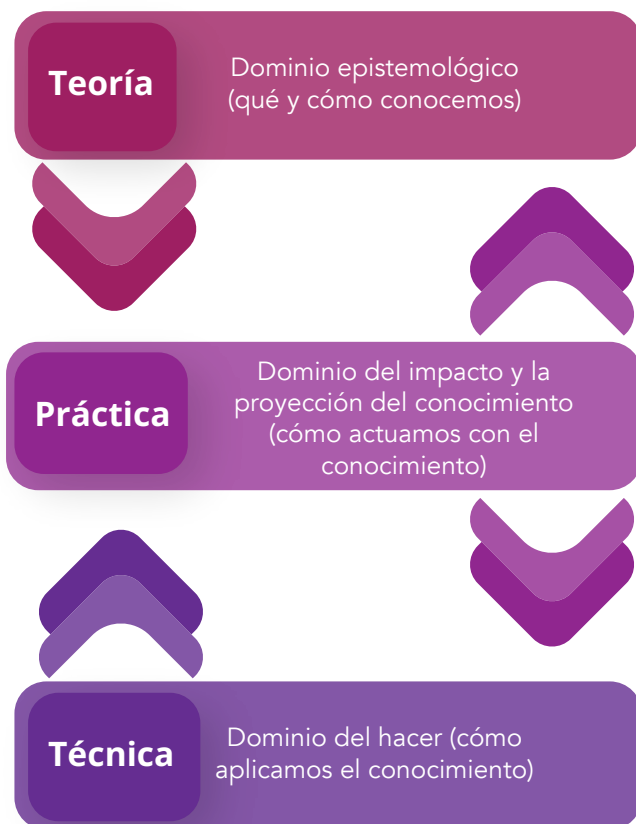 Teoría
Dominio epistemológico
(qué y cómo conocemos)
Práctica
Dominio del impacto y la
proyección del conocimiento
(cómo actuamos con el
conocimiento)
Técnica
Dominio del hacer (cómo
aplicamos el conocimiento)